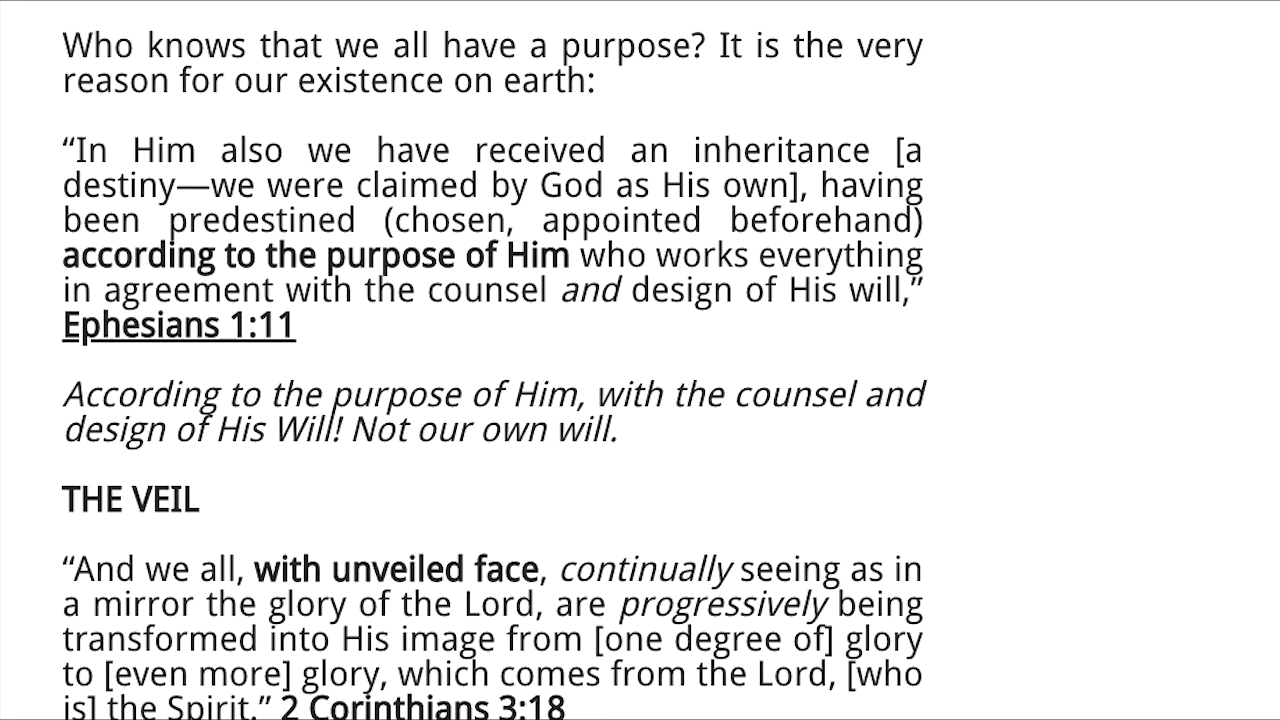 Who knows that we all have a purpose? It is the very
reason for our existence on earth:
“In Him also we have received an inheritance [a
destiny—we were claimed by God as His own], having
been predestined (chosen, appointed beforehand)
according to the purpose of Him who works everything
in agreement with the counsel and design of His will,”
Ephesians 1:11
According to the purpose of Him, with the counsel and
design of His Will! Not our own will.
THE VEIL
“And we all, with unveiled face, continually seeing as in
a mirror the glory of the Lord, are progressively being
transformed into His image from [one degree of] glory
to [even more] glory, which comes from the Lord, [who
is] the Spirit.” 2 Corinthians 3:18